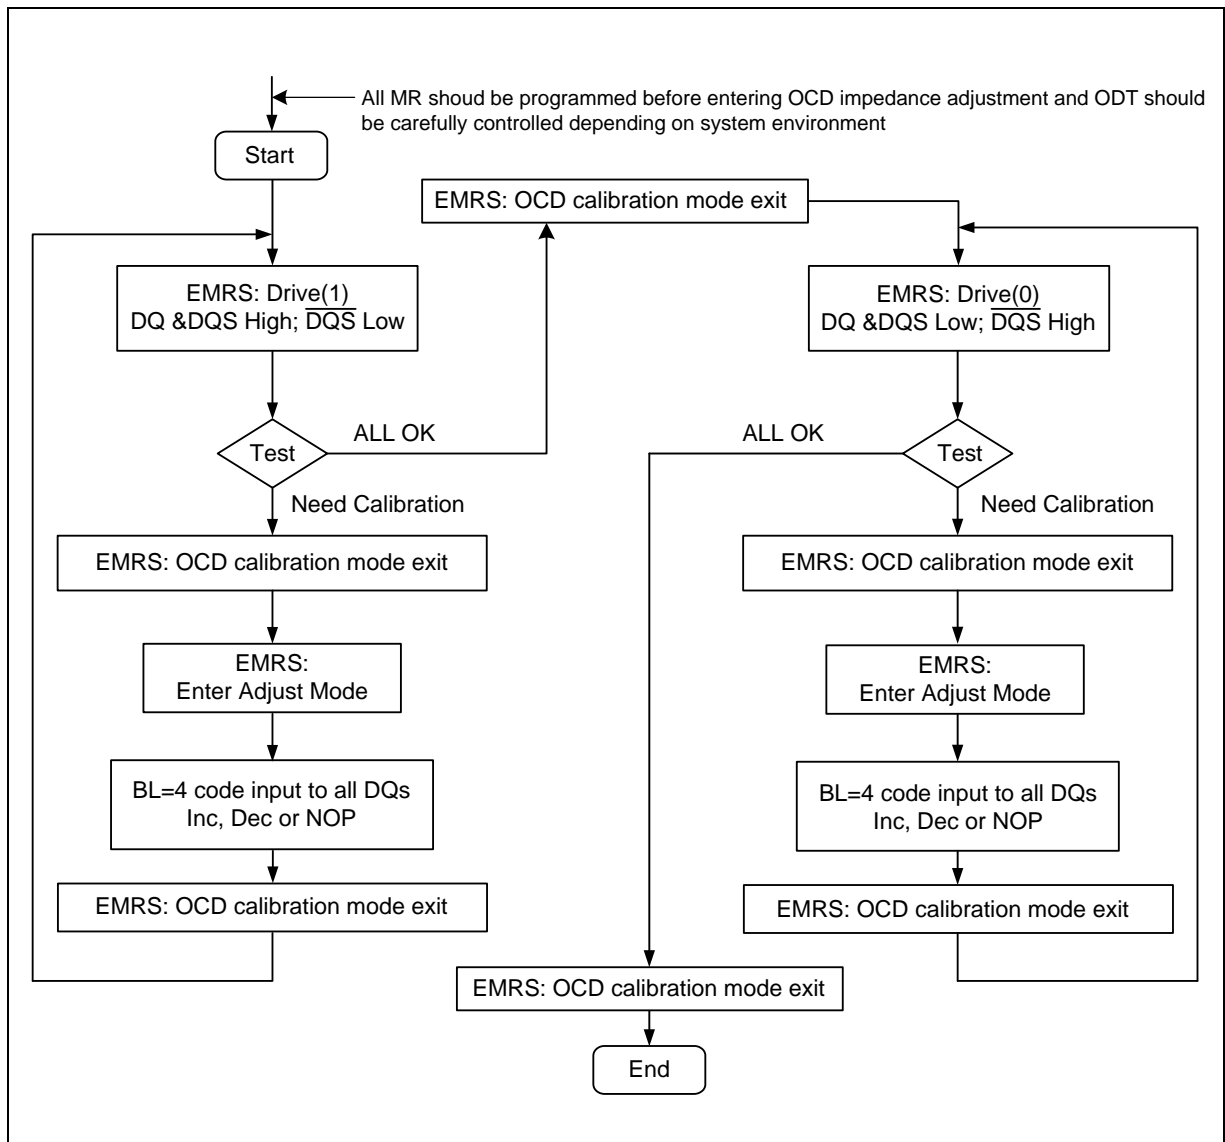 All MR shoud be programmed before entering OCD impedance adjustment and ODT should
be carefully controlled depending on system environment
Start
EMRS: OCD calibration mode exit
EMRS: Drive(1)
DQ &DQS High; D̅Q̅S̅ Low
Test
ALL OK
Need Calibration
EMRS: OCD calibration mode exit
EMRS:
Enter Adjust Mode
BL=4 code input to all DQs
Inc, Dec or NOP
EMRS: OCD calibration mode exit
EMRS: Drive(0)
DQ &DQS Low; D̅Q̅S̅ High
Test
ALL OK
Need Calibration
EMRS: OCD calibration mode exit
EMRS:
Enter Adjust Mode
BL=4 code input to all DQs
Inc, Dec or NOP
EMRS: OCD calibration mode exit
EMRS: OCD calibration mode exit
End